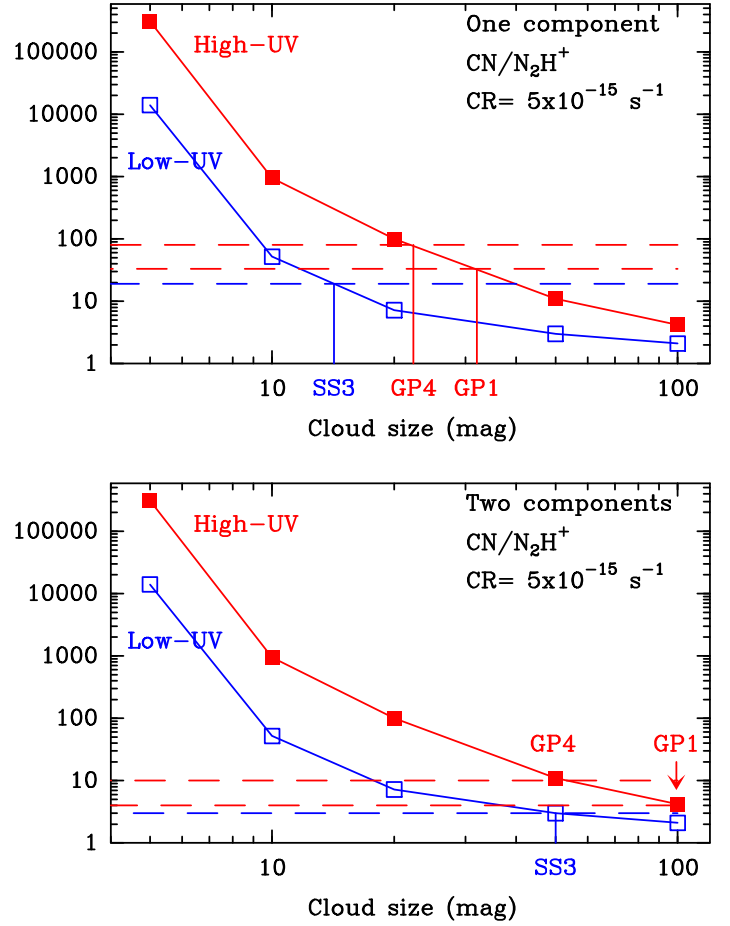 One component
CN/N₂H⁺
CR= 5x10⁻¹⁵ s⁻¹
High-UV
Low-UV
100000
10000
1000
100
10
1
10
100
SS3
GP4
GP1
Cloud size (mag)
Two components
CN/N₂H⁺
CR= 5x10⁻¹⁵ s⁻¹
High-UV
Low-UV
GP4
GP1
100000
10000
1000
100
10
1
10
100
SS3
Cloud size (mag)